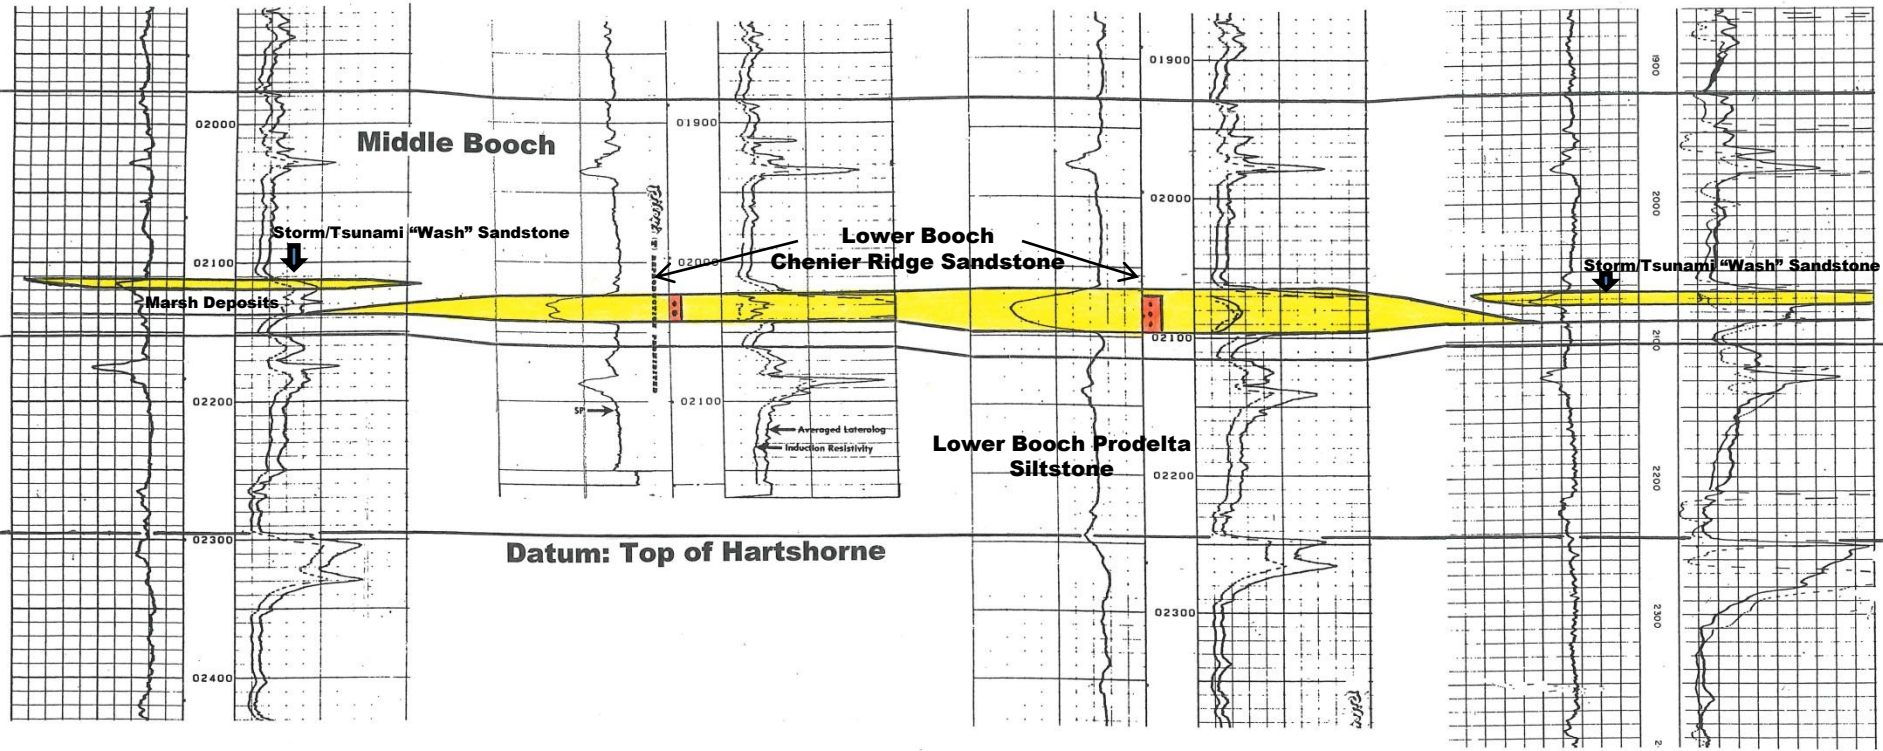 Middle Booch
Storm/Tsunami “Wash” Sandstone
Marsh Deposits
Lower Booch
Chenier Ridge Sandstone
Storm/Tsunami “Wash” Sandstone
Lower Booch Prodelta
Siltstone
Datum: Top of Hartshorne
SP
Averaged Laterolog
Induction Resistivity
02000
02100
02200
02300
02400
01900
02000
02100
01900
02000
02100
02200
02300
1900
2000
2100
2200
2300